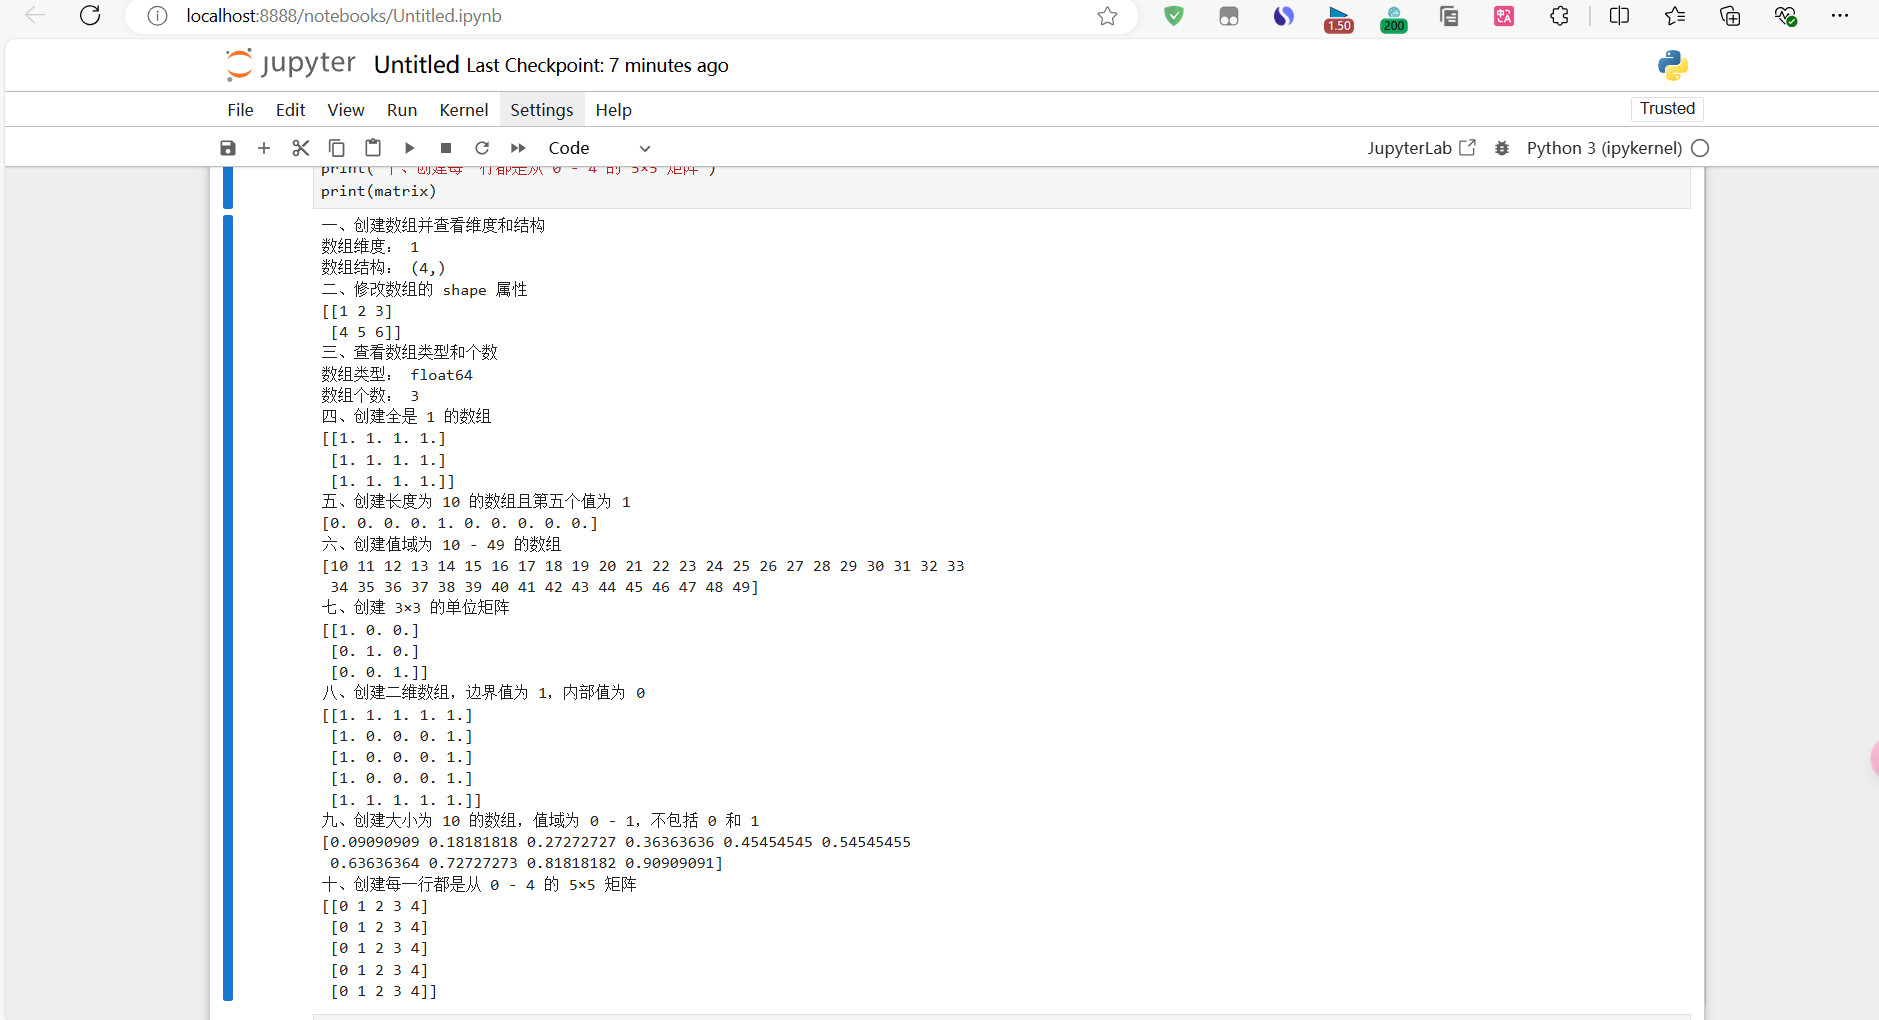 localhost:8888/notebooks/Untitled.ipynb
1.50
200
中A
jupyter Untitled Last Checkpoint: 7 minutes ago
File Edit View Run Kernel Settings Help
Trusted
Code
JupyterLab
Python 3 (ipykernel)
print("十、创建每一行都是从 0 - 4 的 5×5 矩阵")
print(matrix)
一、创建数组并查看维度和结构
数组维度: 1
数组结构: (4,)
二、修改数组的 shape 属性
[[1 2 3]
[4 5 6]]
三、查看数组类型和个数
数组类型: float64
数组个数: 3
四、创建全是 1 的数组
[[1. 1. 1. 1.]
[1. 1. 1. 1.]
[1. 1. 1. 1.]]
五、创建长度为 10 的数组且第五个值为 1
[0. 0. 0. 0. 1. 0. 0. 0. 0. 0.]
六、创建值域为 10 - 49 的数组
[10 11 12 13 14 15 16 17 18 19 20 21 22 23 24 25 26 27 28 29 30 31 32 33
34 35 36 37 38 39 40 41 42 43 44 45 46 47 48 49]
七、创建 3×3 的单位矩阵
[[1. 0. 0.]
[0. 1. 0.]
[0. 0. 1.]]
八、创建二维数组，边界值为 1，内部值为 0
[[1. 1. 1. 1. 1.]
[1. 0. 0. 0. 1.]
[1. 0. 0. 0. 1.]
[1. 0. 0. 0. 1.]
[1. 1. 1. 1. 1.]]
九、创建大小为 10 的数组，值域为 0 - 1，不包括 0 和 1
[0.09090909 0.18181818 0.27272727 0.36363636 0.45454545 0.54545455
0.63636364 0.72727273 0.81818182 0.90909091]
十、创建每一行都是从 0 - 4 的 5×5 矩阵
[[0 1 2 3 4]
[0 1 2 3 4]
[0 1 2 3 4]
[0 1 2 3 4]
[0 1 2 3 4]]